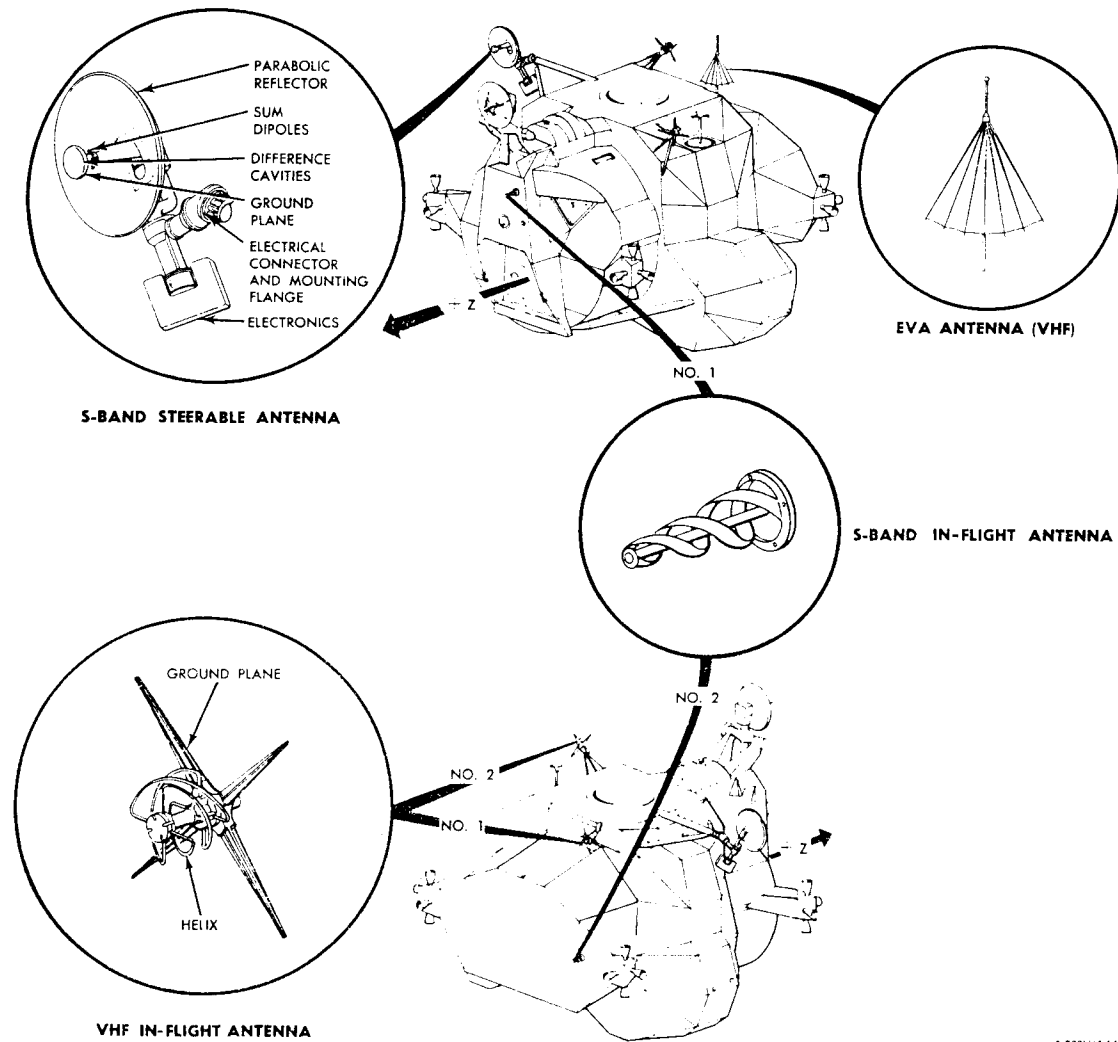 PARABOLIC
REFLECTOR
SUM
DIPOLES
DIFFERENCE
CAVITIES
GROUND
PLANE
ELECTRICAL
CONNECTOR
AND MOUNTING
FLANGE
ELECTRONICS
S-BAND STEERABLE ANTENNA
Z
EVA ANTENNA (VHF)
NO. 1
S-BAND IN-FLIGHT ANTENNA
NO. 2
GROUND PLANE
NO. 2
NO. 1
Z
HELIX
VHF IN-FLIGHT ANTENNA